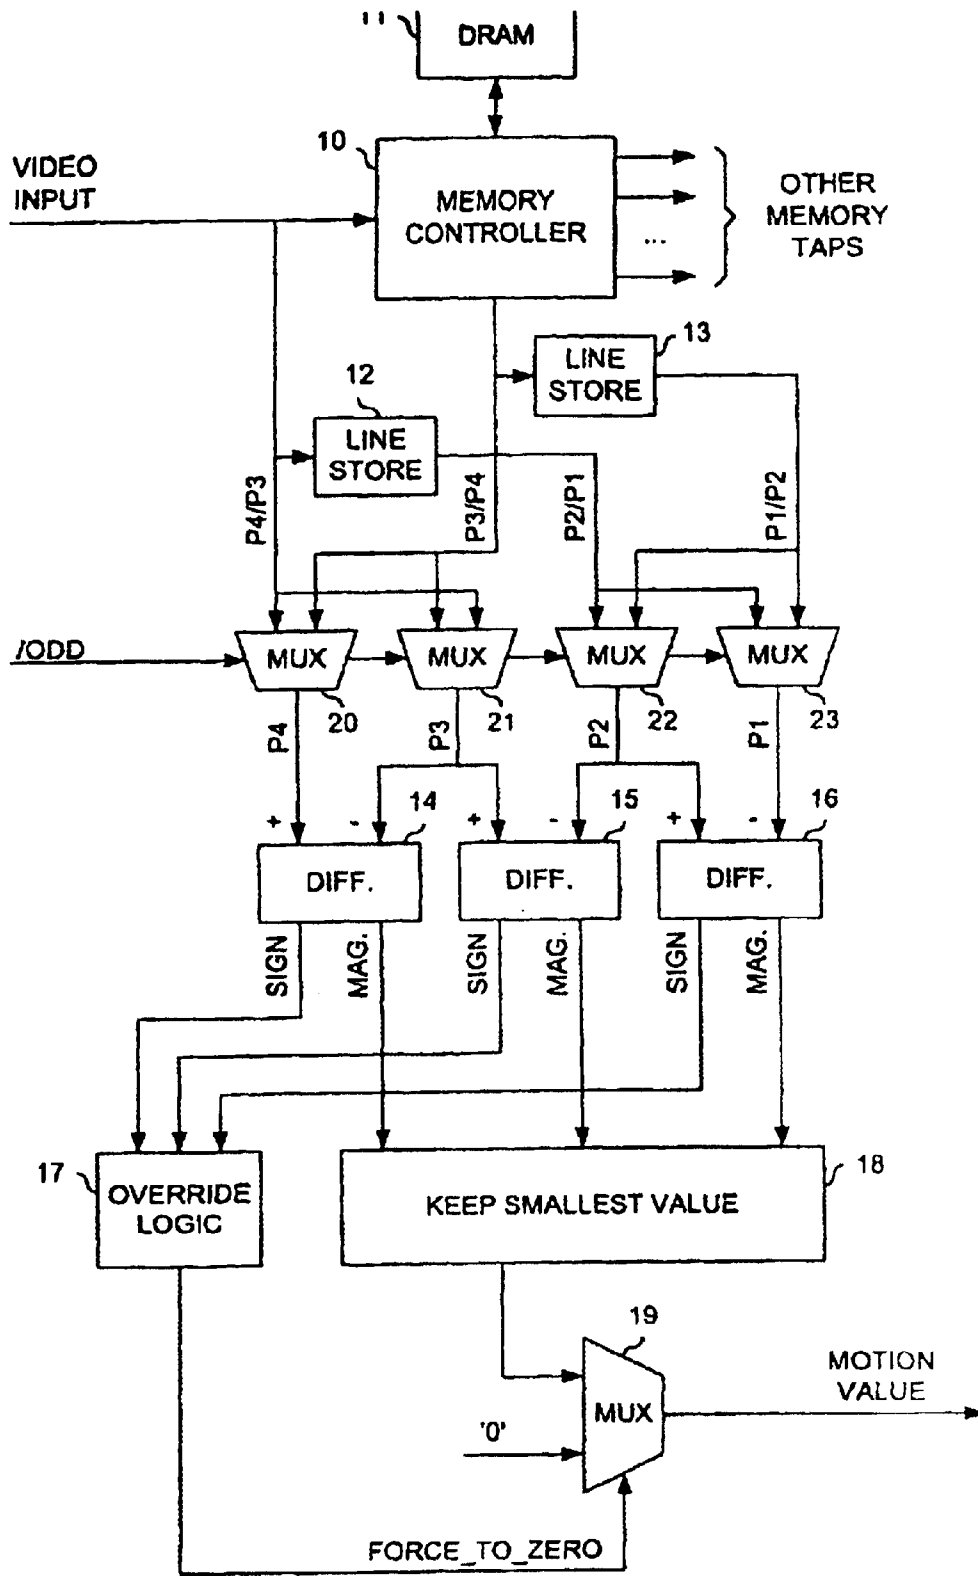 DRAM
10
VIDEO
INPUT
MEMORY
CONTROLLER
...
OTHER
MEMORY
TAPS
13
LINE
STORE
12
LINE
STORE
P4/P3
P3/P4
P2/P1
P1/P2
/ODD
MUX
MUX
MUX
MUX
20
21
22
23
P4
P3
P2
P1
14
15
16
+
-
+
-
+
-
DIFF.
DIFF.
DIFF.
SIGN
MAG.
SIGN
MAG.
SIGN
MAG.
17
OVERRIDE
LOGIC
18
KEEP SMALLEST VALUE
19
MUX
'0'
MOTION
VALUE
FORCE_TO_ZERO